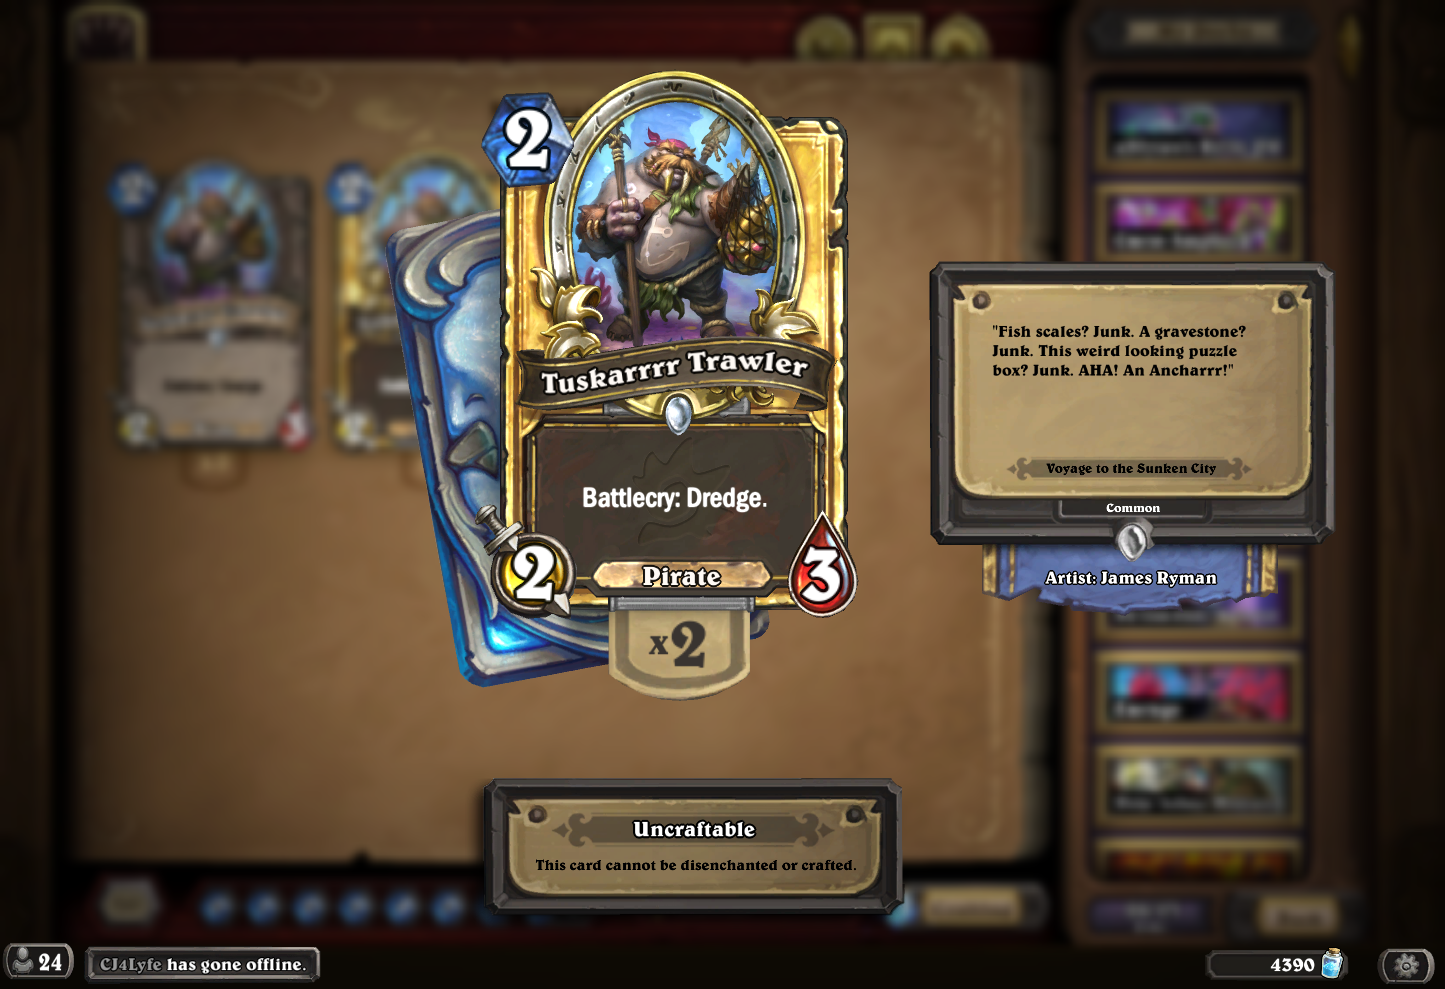 2
Tuskarrrr Trawler
Battlecry: Dredge.
2
Pirate
3
x2
"Fish scales? Junk. A gravestone?
Junk. This weird looking puzzle
box? Junk. AHA! An Ancharrr!"
Voyage to the Sunken City
Common
Artist: James Ryman
Uncraftable
This card cannot be disenchanted or crafted.
24
CJ4Lyfe has gone offline.
4390